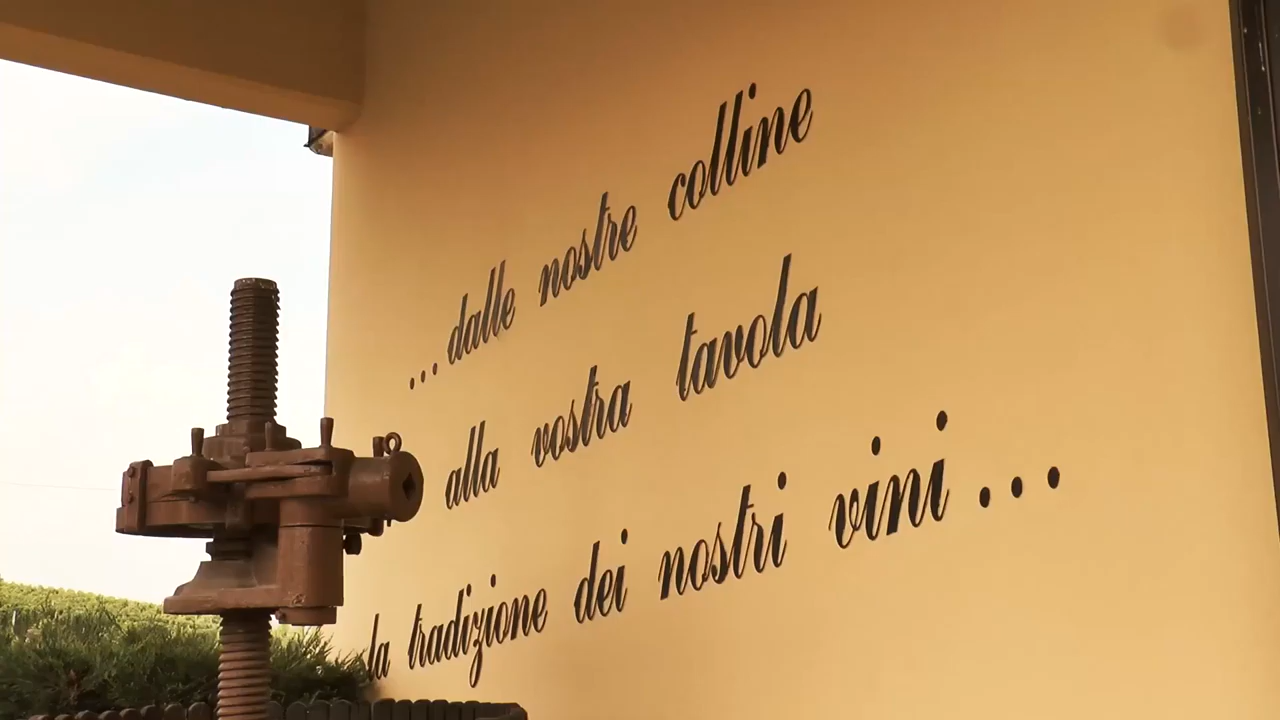 ...dalle nostre colline
alla vostra tavola
la tradizione dei nostri vini...